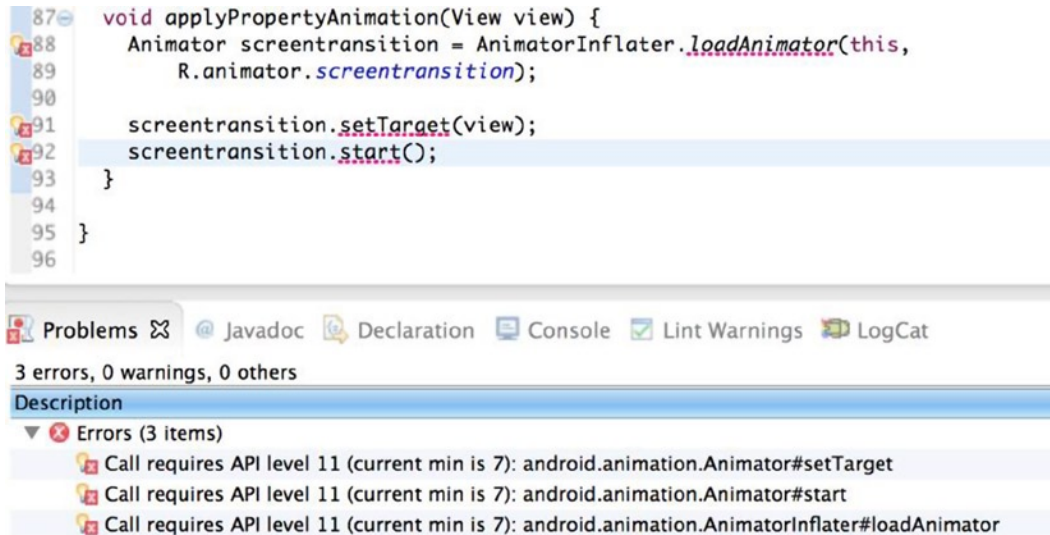 87 void applyPropertyAnimation(View view) {
88 Animator screentransition = AnimatorInflater.loadAnimator(this,
89 R.animator.screentransition);
90
91 screentransition.setTarget(view);
92 screentransition.start();
93 }
94
95 }
96
Problems @ Javadoc Declaration Console Lint Warnings LogCat
3 errors, 0 warnings, 0 others
Description
Errors (3 items)
Call requires API level 11 (current min is 7): android.animation.Animator#setTarget
Call requires API level 11 (current min is 7): android.animation.Animator#start
Call requires API level 11 (current min is 7): android.animation.AnimatorInflater#loadAnimator